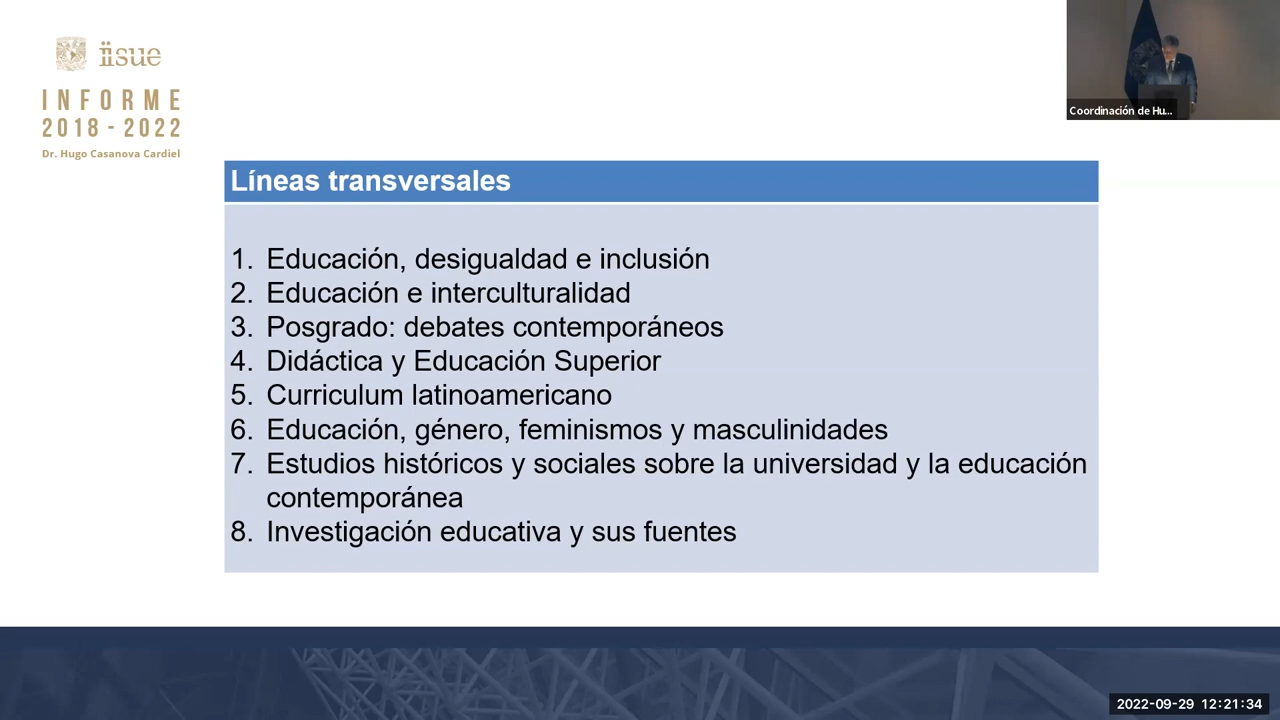 iisue
INFORME
2018-2022
Dr. Hugo Casanova Cardiel
Coordinación de Hu...
Líneas transversales
1. Educación, desigualdad e inclusión
2. Educación e interculturalidad
3. Posgrado: debates contemporáneos
4. Didáctica y Educación Superior
5. Curriculum latinoamericano
6. Educación, género, feminismos y masculinidades
7. Estudios históricos y sociales sobre la universidad y la educación
contemporánea
8. Investigación educativa y sus fuentes
2022-09-29 12:21:34